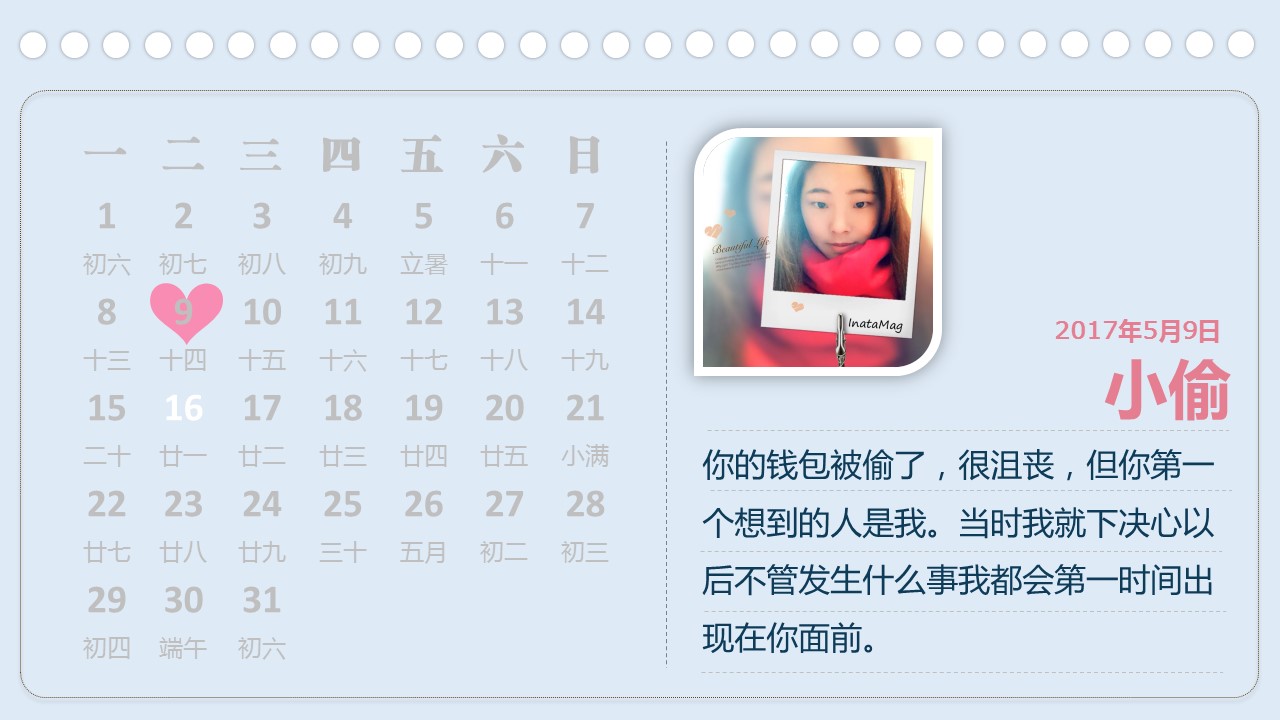 一 二 三 四 五 六 日
1 2 3 4 5 6 7
初六 初七 初八 初九 立暑 十一 十二
8 9 10 11 12 13 14
十三 十四 十五 十六 十七 十八 十九
15 16 17 18 19 20 21
二十 廿一 廿二 廿三 廿四 廿五 小满
22 23 24 25 26 27 28
廿七 廿八 廿九 三十 五月 初二 初三
29 30 31
初四 端午 初六
Beautiful Life
InataMag
2017年5月9日
小偷
你的钱包被偷了，很沮丧，但你第一
个想到的人是我。当时我就下决心以
后不管发生什么事我都会第一时间出
现在你面前。